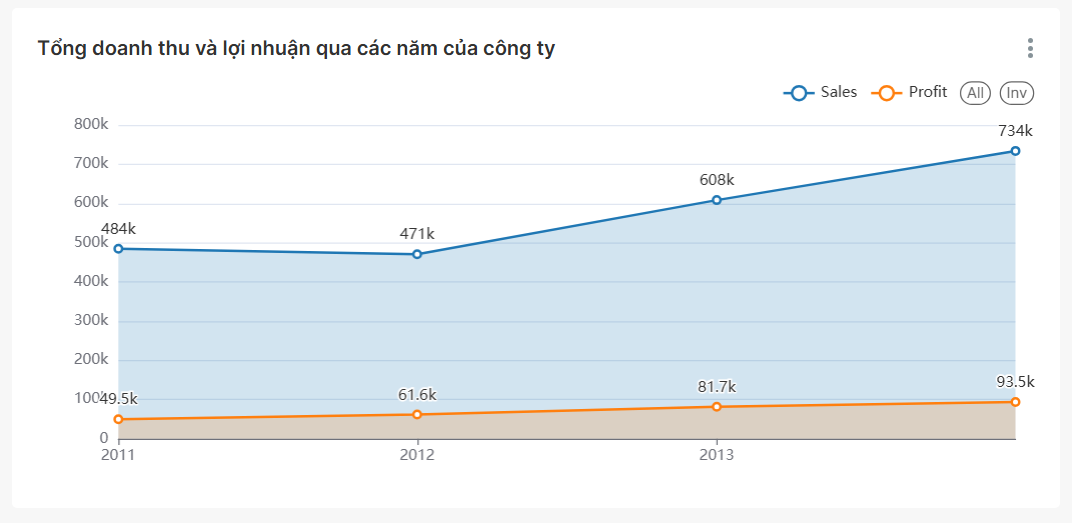 Tổng doanh thu và lợi nhuận qua các năm của công ty
Sales Profit All Inv
800k
734k
700k
608k
600k
484k
471k
500k
400k
300k
200k
93.5k
81.7k
61.6k
100k
49.5k
0
2011 2012 2013